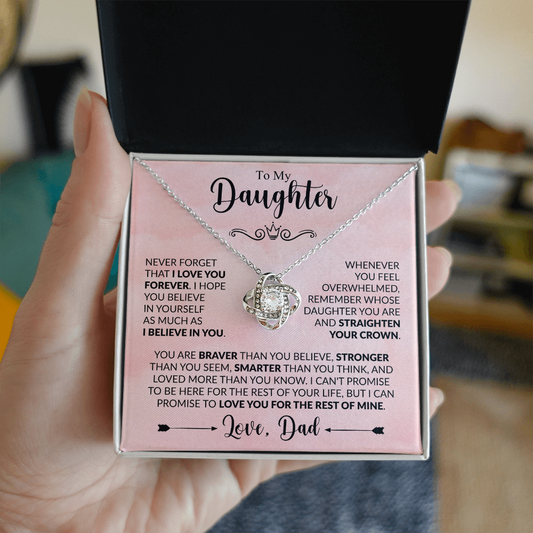 To My
Daughter
NEVER FORGET
THAT I LOVE YOU
FOREVER. I HOPE
YOU BELIEVE
IN YOURSELF
AS MUCH AS
I BELIEVE IN YOU.
WHENEVER
YOU FEEL
OVERWHELMED,
REMEMBER WHOSE
DAUGHTER YOU ARE
AND STRAIGHTEN
YOUR CROWN.
YOU ARE BRAVER THAN YOU BELIEVE, STRONGER
THAN YOU SEEM, SMARTER THAN YOU THINK, AND
LOVED MORE THAN YOU KNOW. I CAN'T PROMISE
TO BE HERE FOR THE REST OF YOUR LIFE, BUT I CAN
PROMISE TO LOVE YOU FOR THE REST OF MINE.
Love, Dad